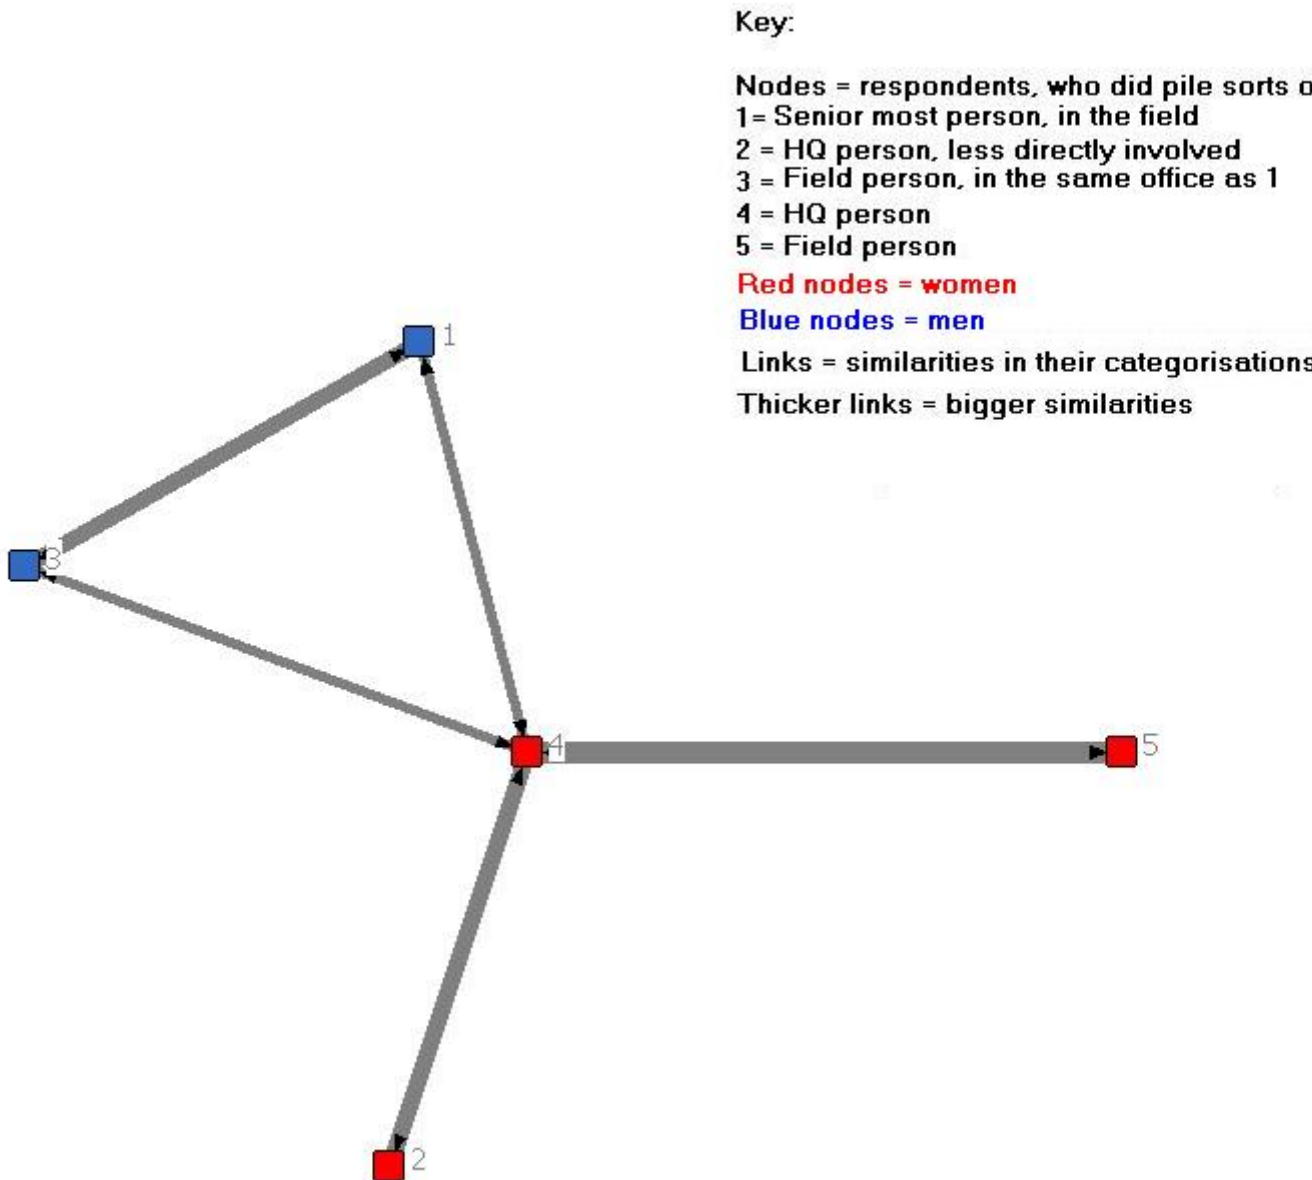 Key:
Nodes = respondents, who did pile sorts o
1= Senior most person, in the field
2 = HQ person, less directly involved
3 = Field person, in the same office as 1
4 = HQ person
5 = Field person
Red nodes = women
Blue nodes = men
Links = similarities in their categorisations
Thicker links = bigger similarities
1
3
4
5
2